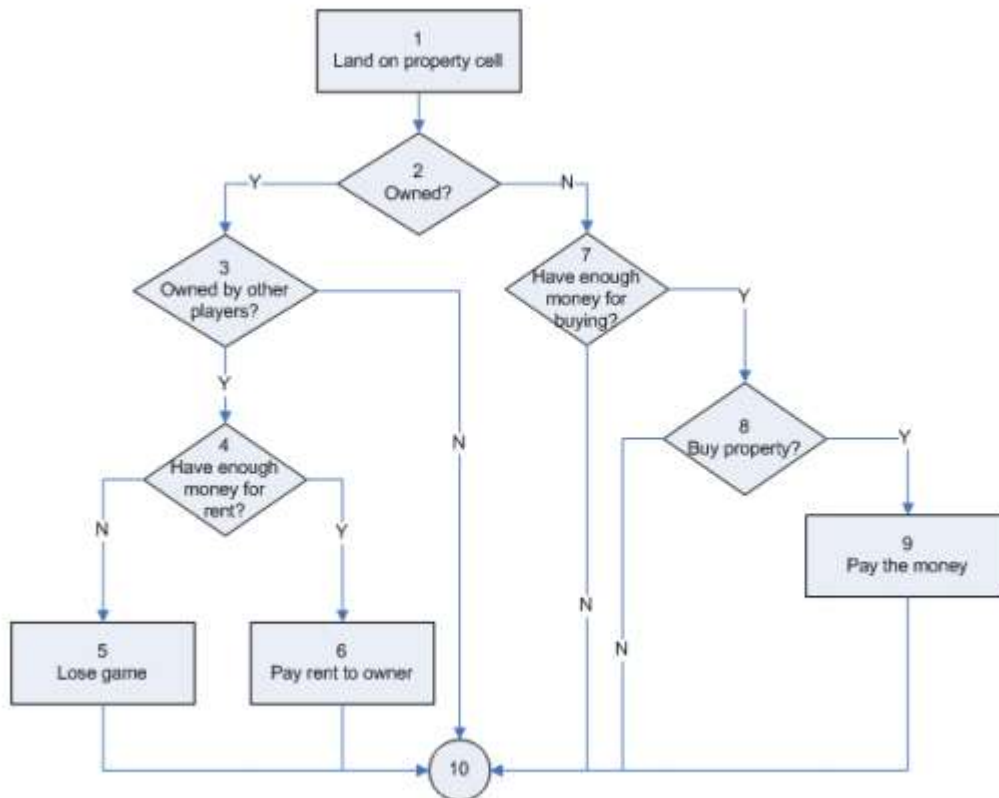 1
Land on property cell
2
Owned?
Y
N
3
Owned by other
players?
7
Have enough
money for
buying?
Y
Y
N
4
Have enough
money for
rent?
8
Buy property?
Y
N
Y
9
Pay the money
N
N
5
Lose game
6
Pay rent to owner
10